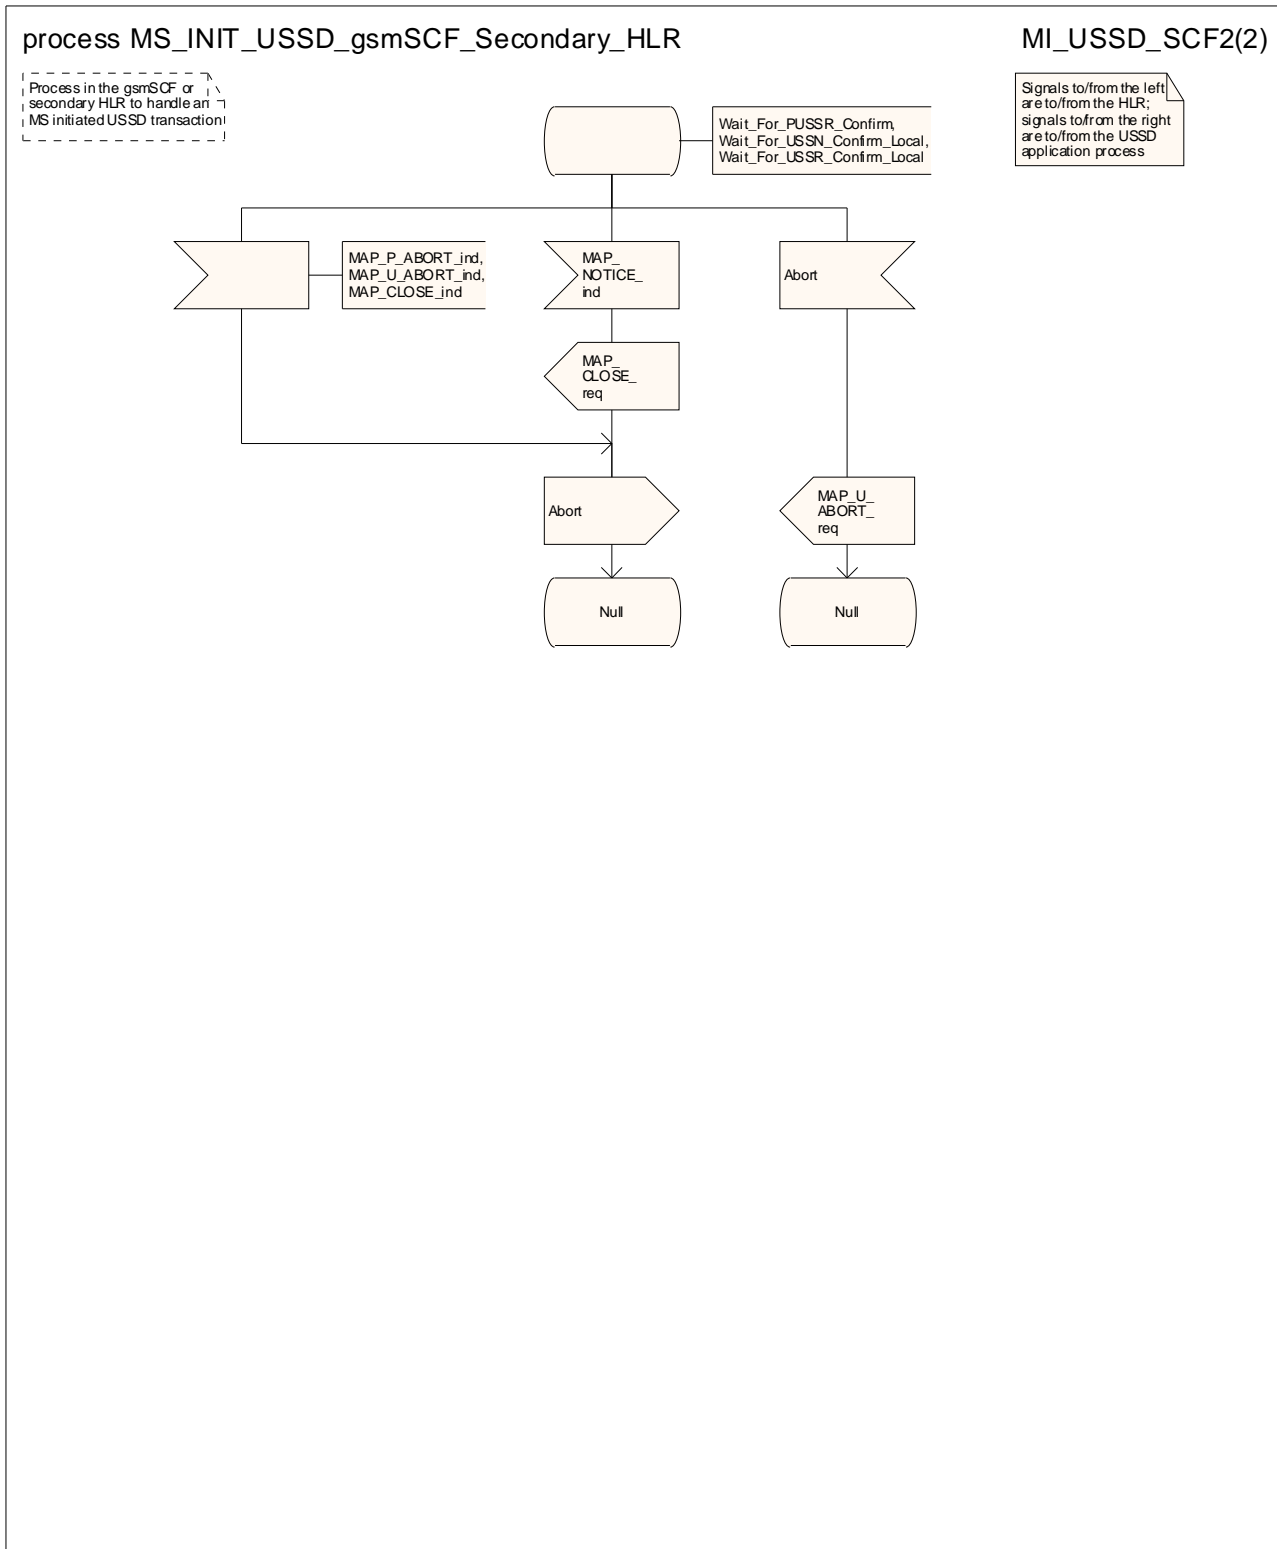 process MS_INIT_USSD_gsmSCF_Secondary_HLR
MI_USSD_SCF2(2)
Process in the gsmSCF or
secondary HLR to handle an
MS initiated USSD transaction
Signals to/from the left
are to/from the HLR;
signals to/from the right
are to/from the USSD
application process
Wait_For_PUSSR_Confirm,
Wait_For_USSN_Confirm_Local,
Wait_For_USSR_Confirm_Local
MAP_P_ABORT_ind,
MAP_U_ABORT_ind,
MAP_CLOSE_ind
MAP_
NOTICE_
ind
Abort
MAP_
CLOSE_
req
Abort
MAP_U_
ABORT_
req
Null
Null